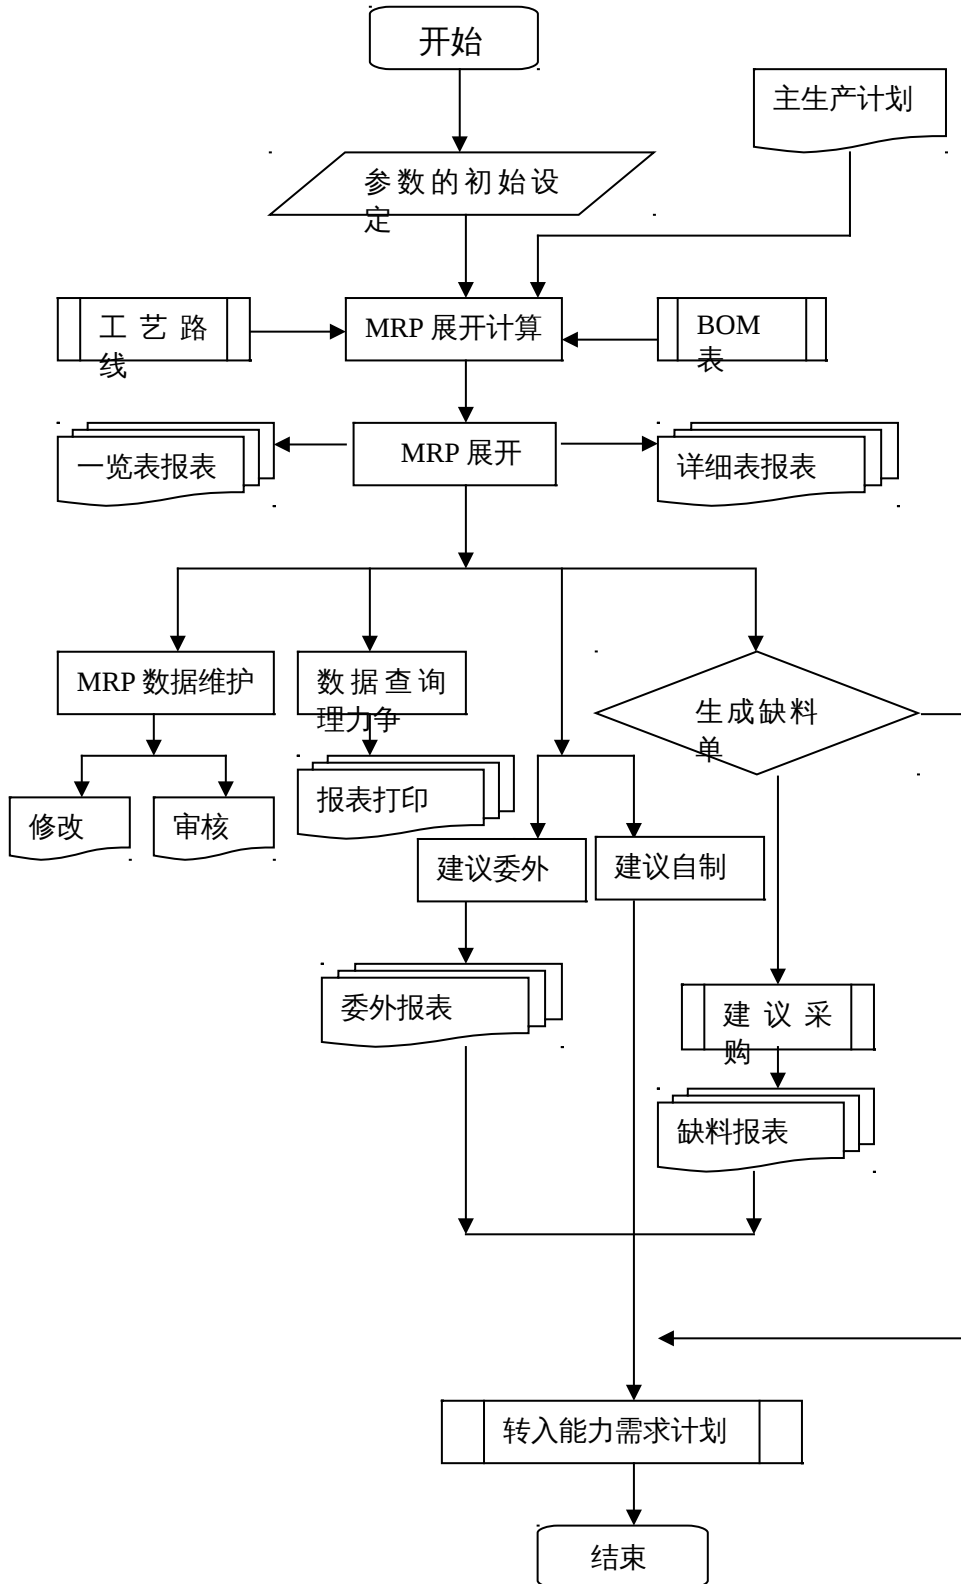 开始
主生产计划
参数的初始设
定
工艺路
线
MRP 展开计算
BOM
表
一览表报表
MRP 展开
详细表报表
MRP 数据维护
数据查询
理力争
生成缺料
单
修改
审核
报表打印
建议委外
建议自制
委外报表
建议采
购
缺料报表
转入能力需求计划
结束